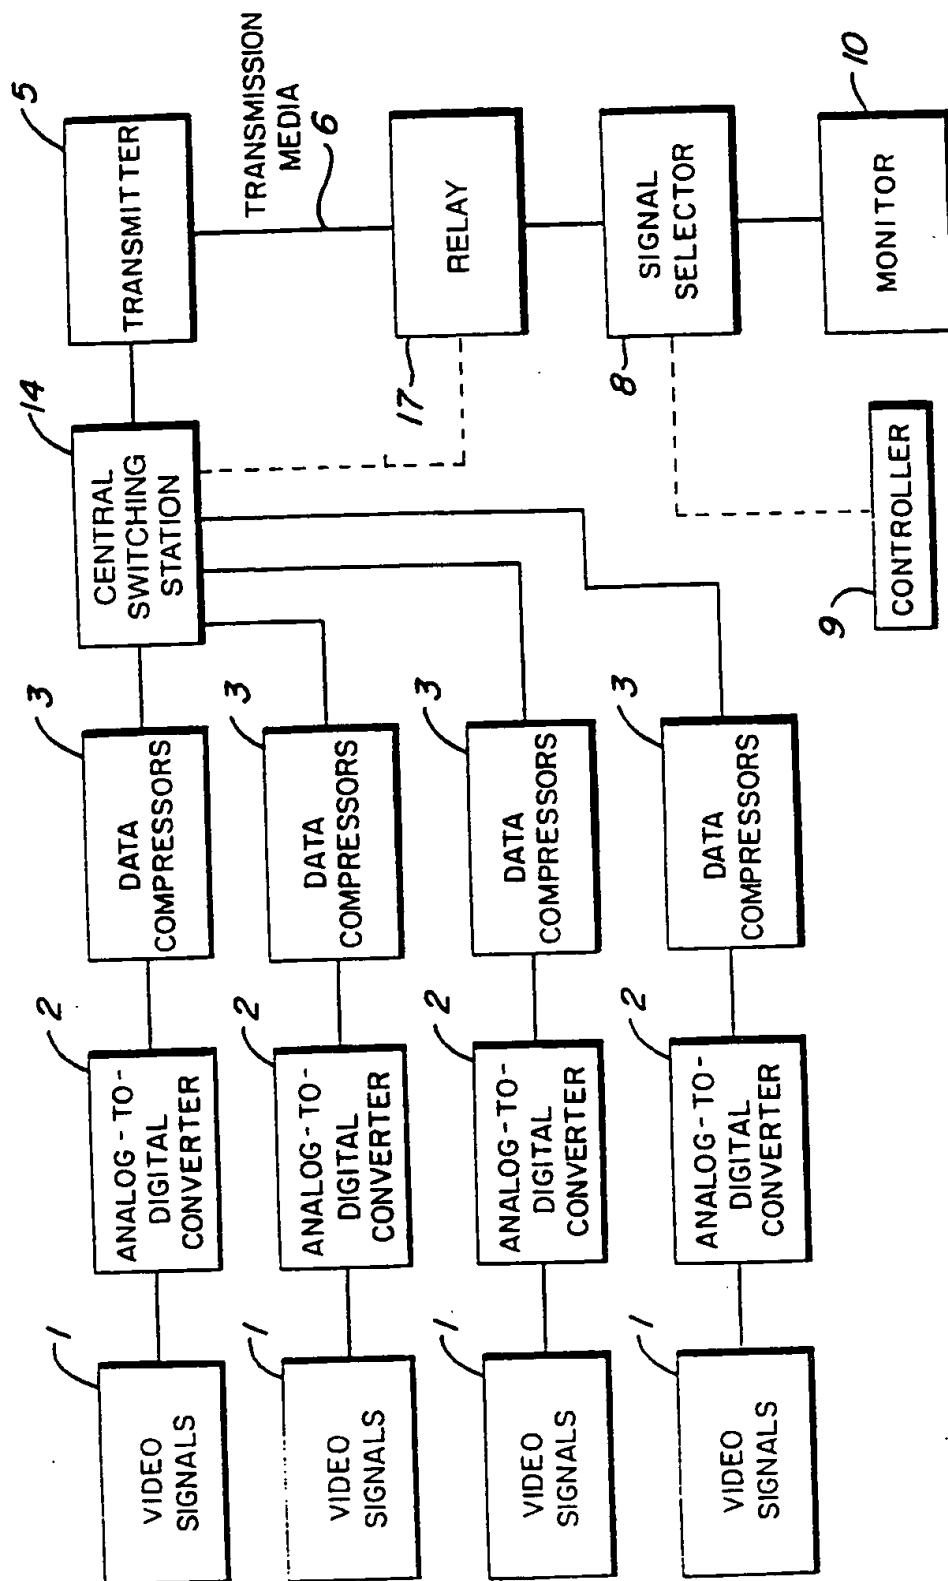 1
VIDEO
SIGNALS
2
ANALOG-TO-
DIGITAL
CONVERTER
3
DATA
COMPRESSORS
14
CENTRAL
SWITCHING
STATION
5
TRANSMITTER
1
VIDEO
SIGNALS
2
ANALOG-TO-
DIGITAL
CONVERTER
3
DATA
COMPRESSORS
TRANSMISSION
MEDIA
6
1
VIDEO
SIGNALS
2
ANALOG-TO-
DIGITAL
CONVERTER
3
DATA
COMPRESSORS
17
RELAY
1
VIDEO
SIGNALS
2
ANALOG-TO-
DIGITAL
CONVERTER
3
DATA
COMPRESSORS
8
SIGNAL
SELECTOR
9
CONTROLLER
10
MONITOR